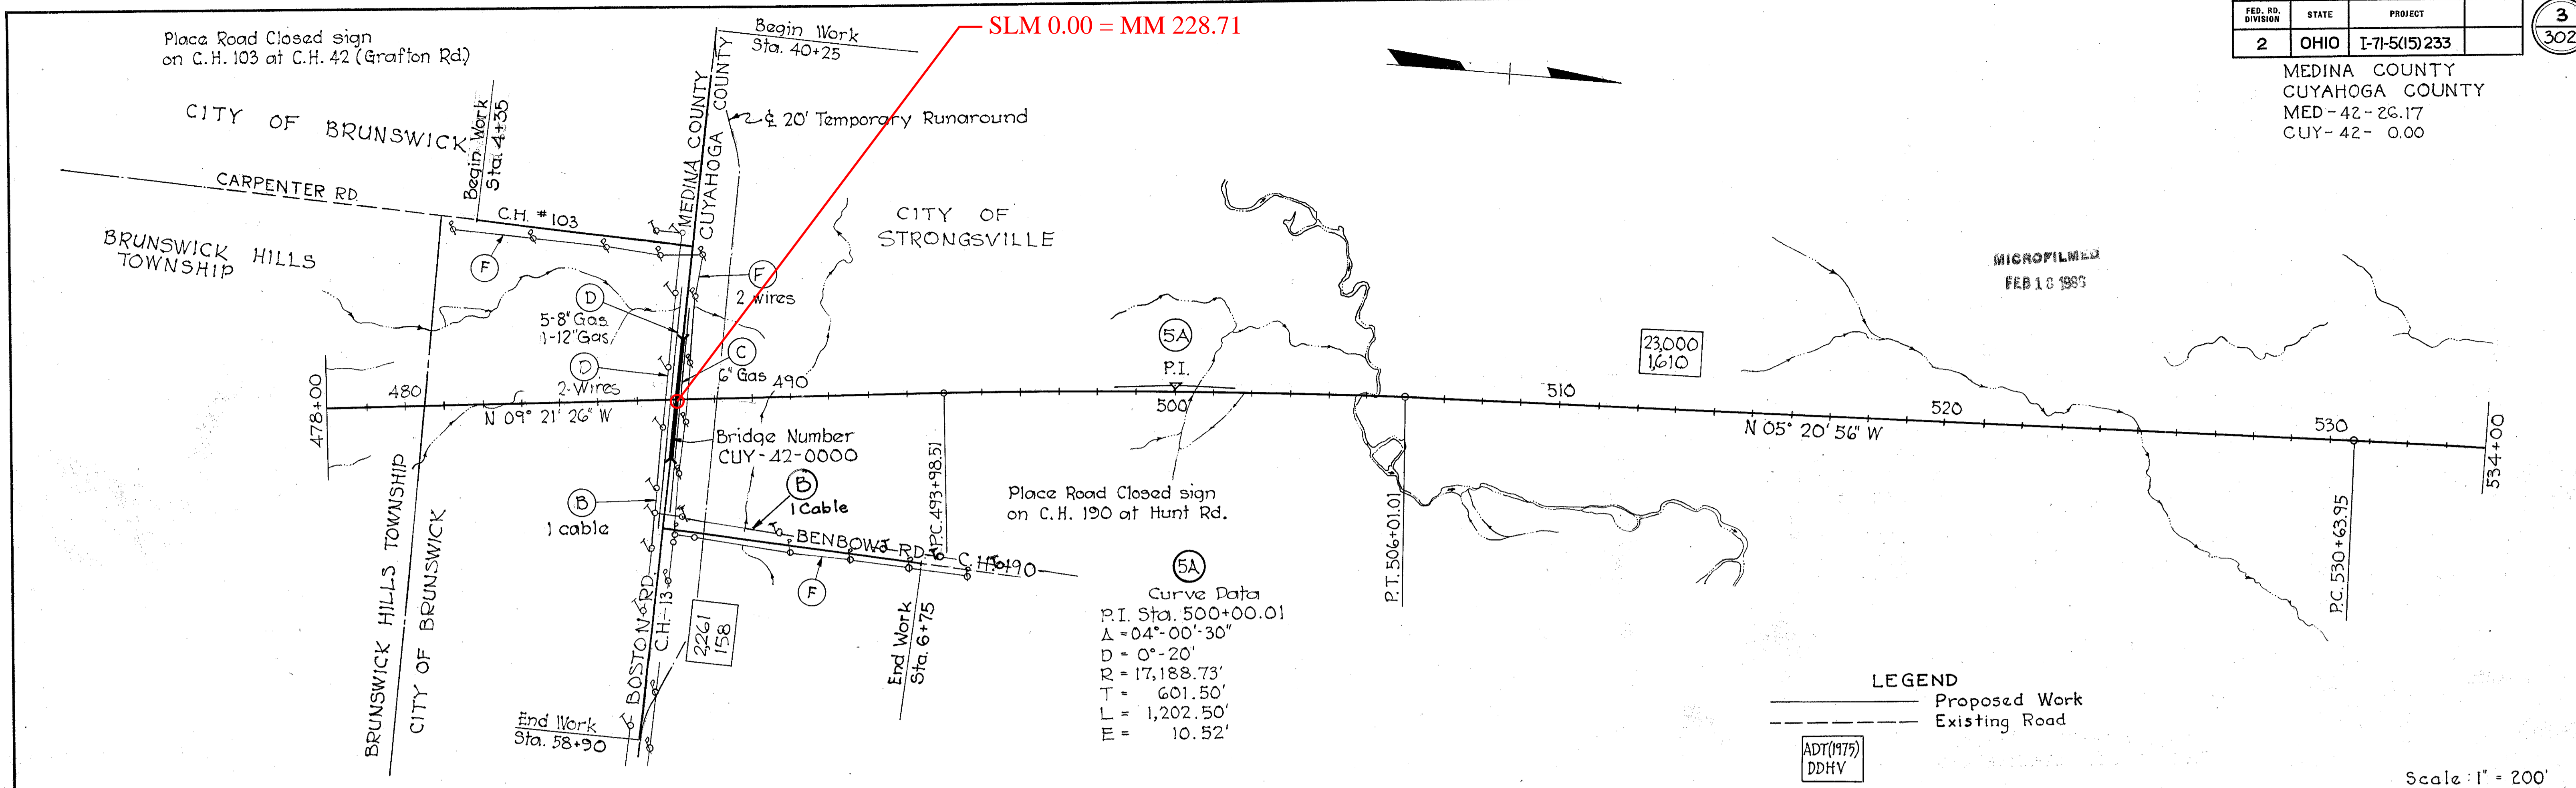 SLM 0.00 = MM 228.71
FED. RD. DIVISION STATE PROJECT
2 OHIO I-71-5(15)233
3
302
MEDINA COUNTY
CUYAHOGA COUNTY
MED-42-26.17
CUY-42- 0.00
Place Road Closed sign
on C.H. 103 at C.H. 42 (Grafton Rd.)
Begin Work
Sta. 40+25
CITY OF BRUNSWICK
Begin Work
Sta. 4+35
MEDINA COUNTY
CUYAHOGA COUNTY
℄ 20' Temporary Runaround
CARPENTER RD.
C.H. #103
BRUNSWICK HILLS
TOWNSHIP
F
CITY OF
STRONGSVILLE
F
2 wires
D
5-8" Gas
1-12" Gas
D
2-Wires
C
6" Gas
MICROFILMED
FEB 18 1986
5A
P.I.
23,000
1,610
478+00
480
490
500
510
520
530
534+00
N 09° 21' 26" W
N 05° 20' 56" W
Bridge Number
CUY-42-0000
B
1 Cable
B
1 cable
P.C. 493+98.51
P.T. 506+01.01
P.C. 530+63.95
Place Road Closed sign
on C.H. 190 at Hunt Rd.
BENBOW RD.
F
BRUNSWICK HILLS TOWNSHIP
CITY OF BRUNSWICK
BOSTON RD.
C.H.-13
2,261
158
End Work
Sta. 6+75
End Work
Sta. 58+90
5A
Curve Data
P.I. Sta. 500+00.01
Δ = 04°-00'-30"
D = 0°-20'
R = 17,188.73'
T = 601.50'
L = 1,202.50'
E = 10.52'
LEGEND
Proposed Work
Existing Road
ADT(1975)
DDHV
Scale: 1" = 200'